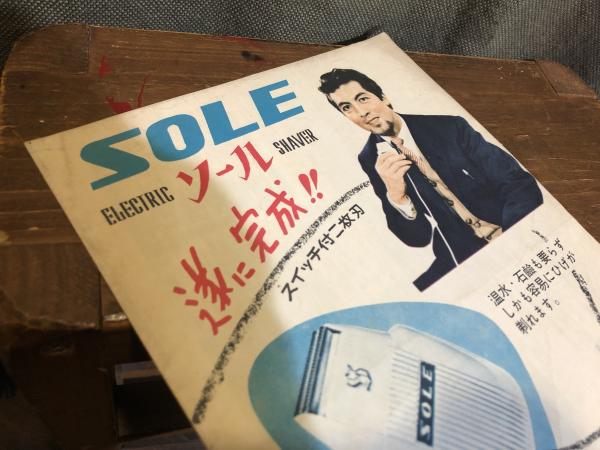 SOLE
ELECTRIC ソール SHAVER
遂に完成!!
スイッチ付二枚刃
温水・石鹸も要らず
しかも容易にひげが
剃れます。
SOLE